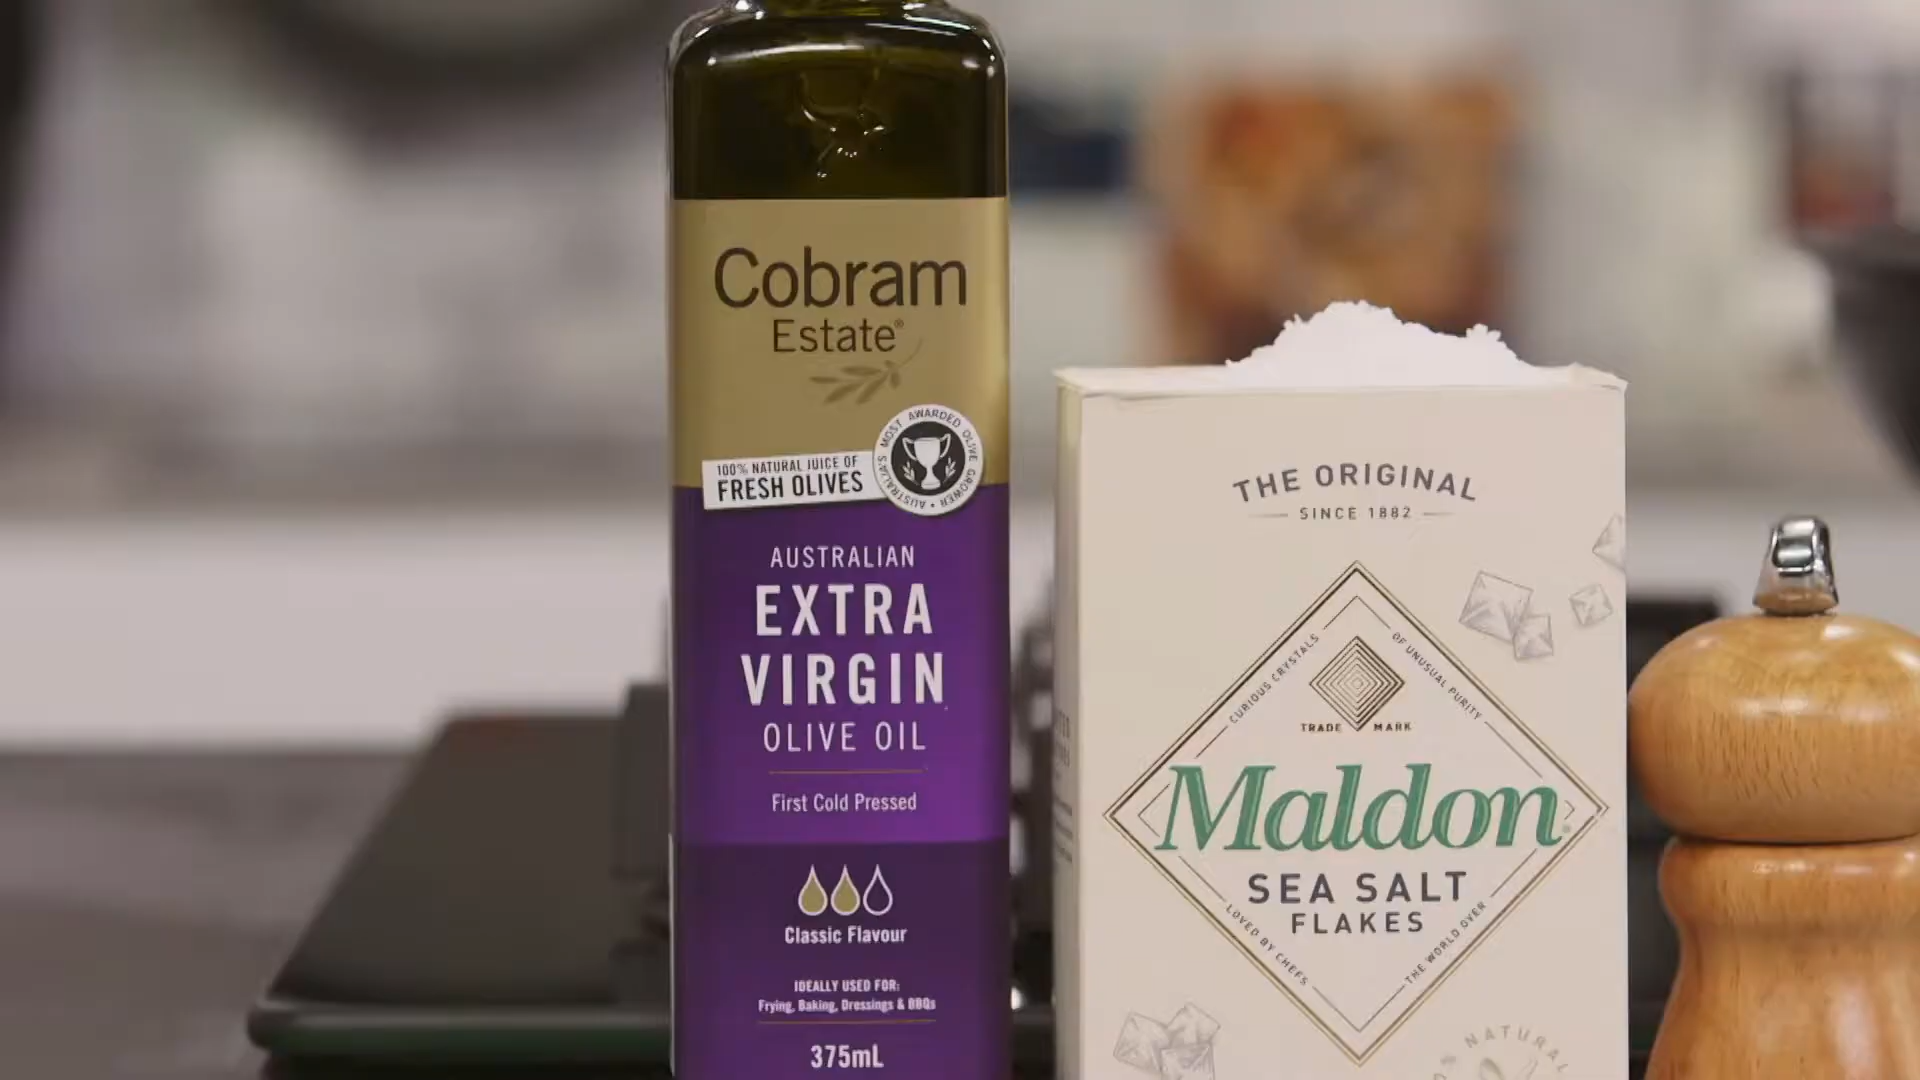 Cobram
Estate®
100% NATURAL JUICE OF
FRESH OLIVES
AUSTRALIA'S MOST AWARDED OLIVE GROWER •
AUSTRALIAN
EXTRA
VIRGIN
OLIVE OIL
First Cold Pressed
Classic Flavour
IDEALLY USED FOR:
Frying, Baking, Dressings & BBQs
375mL
THE ORIGINAL
SINCE 1882
CURIOUS CRYSTALS
OF UNUSUAL PURITY
TRADE MARK
Maldon®
SEA SALT
FLAKES
LOVED BY CHEFS
THE WORLD OVER
NATURAL